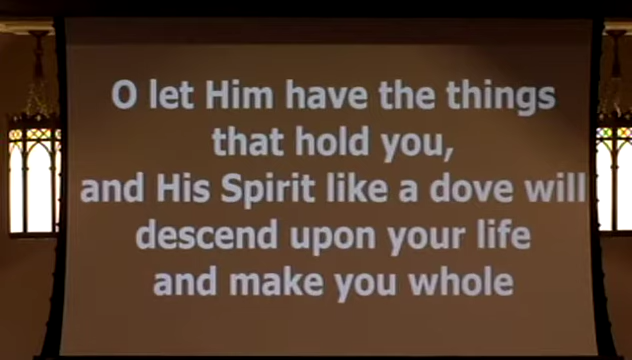 O let Him have the things
that hold you,
and His Spirit like a dove will
descend upon your life
and make you whole